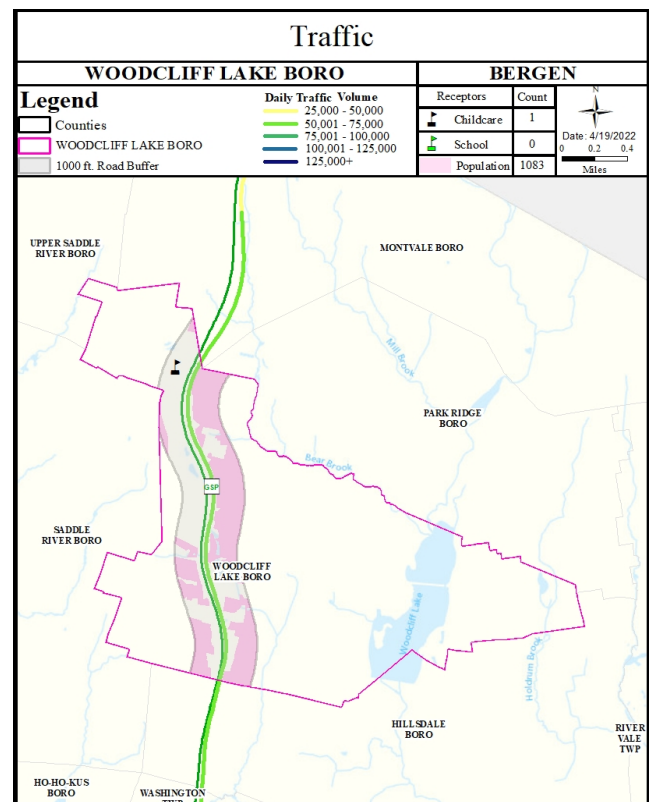 Traffic
WOODCLIFF LAKE BORO
BERGEN
Legend
Counties
WOODCLIFF LAKE BORO
1000 ft. Road Buffer
Daily Traffic Volume
25,000 - 50,000
50,001 - 75,000
75,001 - 100,000
100,001 - 125,000
125,000+
Receptors Count
Childcare 1
School 0
Population 1083
N
Date: 4/19/2022
0 0.2 0.4
Miles
UPPER SADDLE
RIVER BORO
MONTVALE BORO
Mill Brook
PARK RIDGE
BORO
Bear Brook
GSP
SADDLE
RIVER BORO
WOODCLIFF
LAKE BORO
Woodcliff Lake
Holdrum Brook
HILLSDALE
BORO
RIVER
VALE
TWP
HO-HO-KUS
BORO
WASHINGTON
TWP